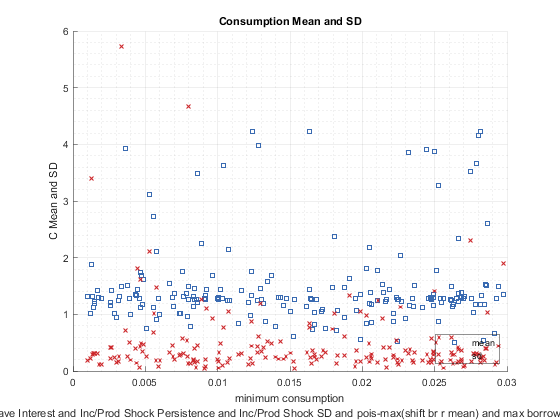 Consumption Mean and SD
6
5
4
3
2
1
0
C Mean and SD
mean
0
0.005
0.01
0.015
0.02
0.025
0.03
minimum consumption
ave Interest and Inc/Prod Shock Persistence and Inc/Prod Shock SD and pois-max(shift br r mean) and max borrow